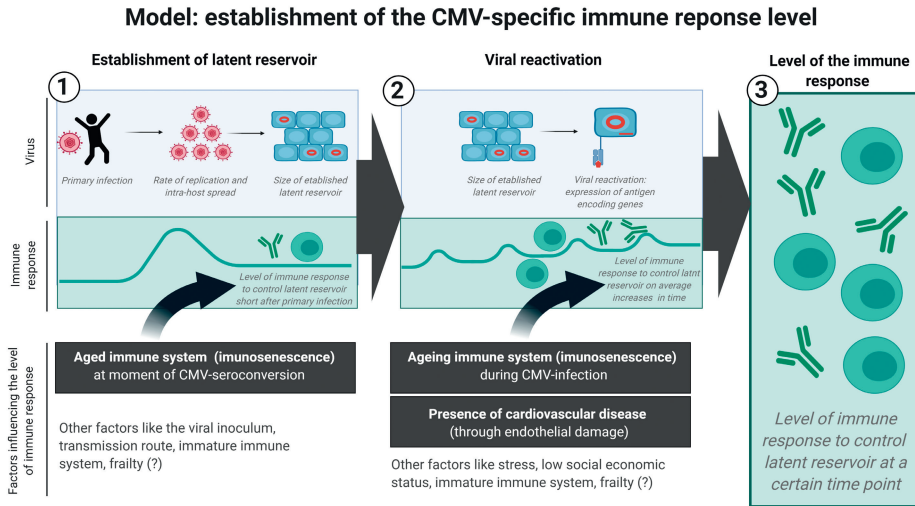 Model: establishment of the CMV-specific immune reponse level
Establishment of latent reservoir
Viral reactivation
Level of the immune
response
1
2
3
Virus
Primary infection
Rate of replication and
intra-host spread
Size of etablished
latent reservoir
Size of etablished
latent reservoir
Viral reactivation:
expression of antigen
encoding genes
Immune
response
Level of immune response
to control latent reservoir
short after primary infection
Level of immune
response to control latnt
reservoir on average
increases in time
Factors influencing the level
of immune response
Aged immune system (imunosenescence)
at moment of CMV-seroconversion
Other factors like the viral inoculum,
transmission route, immature immune
system, frailty (?)
Ageing immune system (imunosenescence)
during CMV-infection
Presence of cardiovascular disease
(through endothelial damage)
Other factors like stress, low social economic
status, immature immune system, frailty (?)
Level of immune
response to control
latent reservoir at a
certain time point